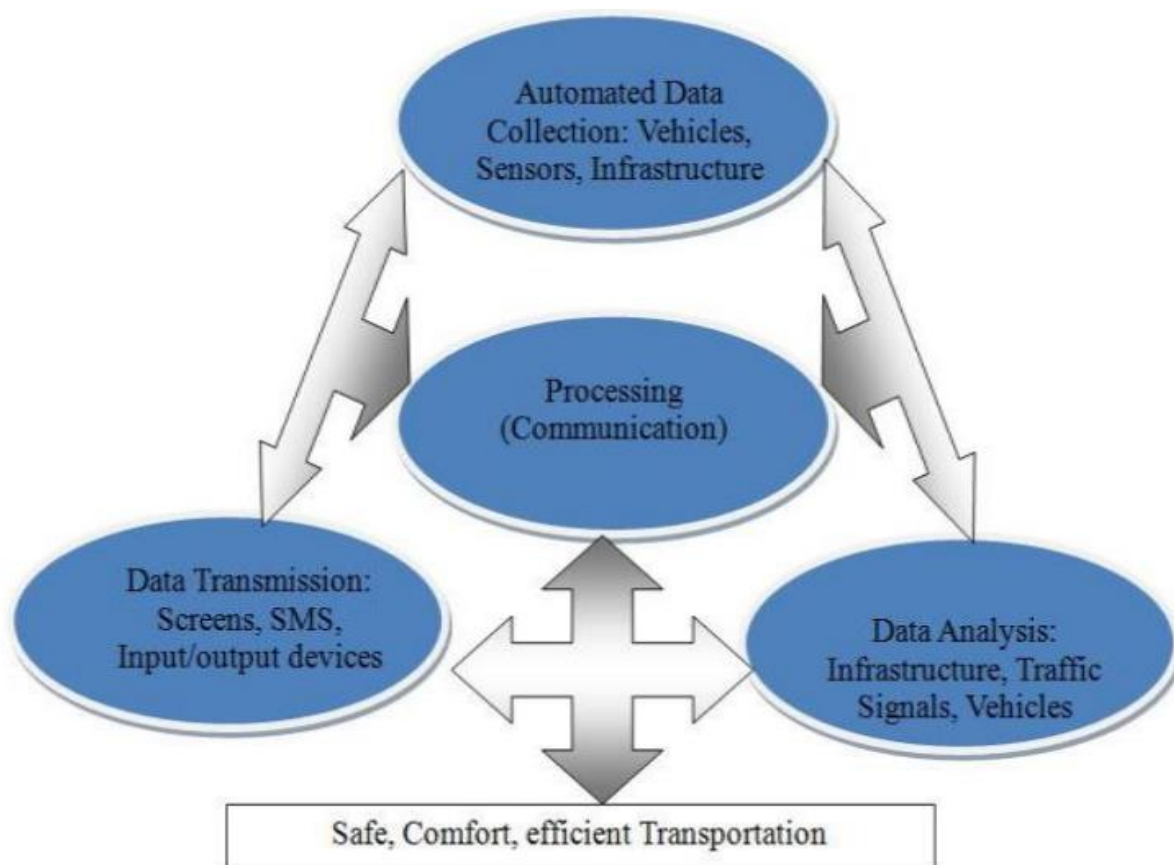 Automated Data
Collection: Vehicles,
Sensors, Infrastructure
Processing
(Communication)
Data Transmission:
Screens, SMS,
Input/output devices
Data Analysis:
Infrastructure, Traffic
Signals, Vehicles
Safe, Comfort, efficient Transportation